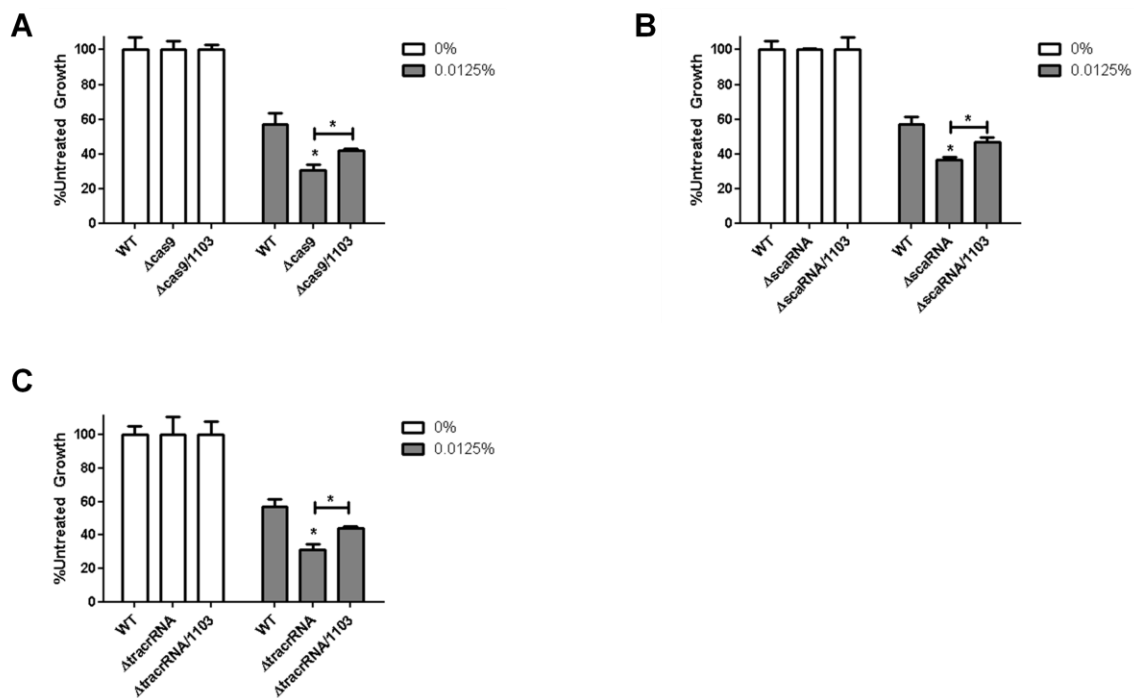 A
%Untreated Growth
100
80
60
40
20
0
0%
0.0125%
*
*
WT
Δcas9
Δcas9/1103
WT
Δcas9
Δcas9/1103
B
%Untreated Growth
100
80
60
40
20
0
0%
0.0125%
*
*
WT
ΔscaRNA
ΔscaRNA/1103
WT
ΔscaRNA
ΔscaRNA/1103
C
%Untreated Growth
100
80
60
40
20
0
0%
0.0125%
*
*
WT
ΔtracrRNA
ΔtracrRNA/1103
WT
ΔtracrRNA
ΔtracrRNA/1103